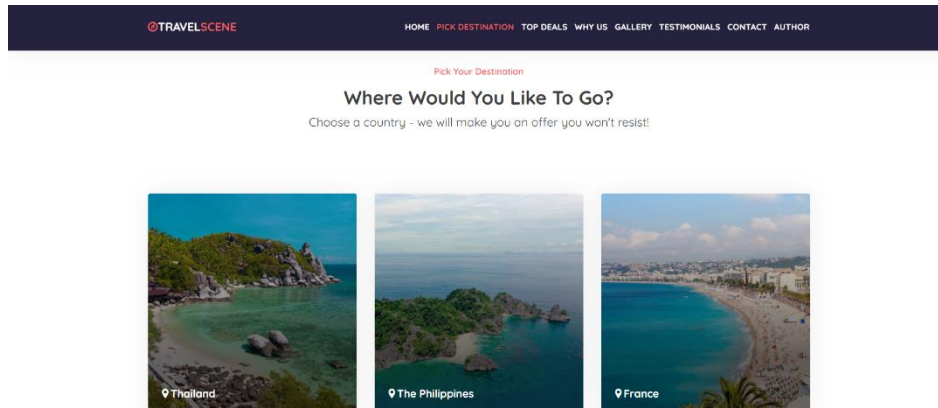 TRAVELSCENE
HOME PICK DESTINATION TOP DEALS WHY US GALLERY TESTIMONIALS CONTACT AUTHOR
Pick Your Destination
Where Would You Like To Go?
Choose a country - we will make you an offer you won't resist!
Thailand
The Philippines
France